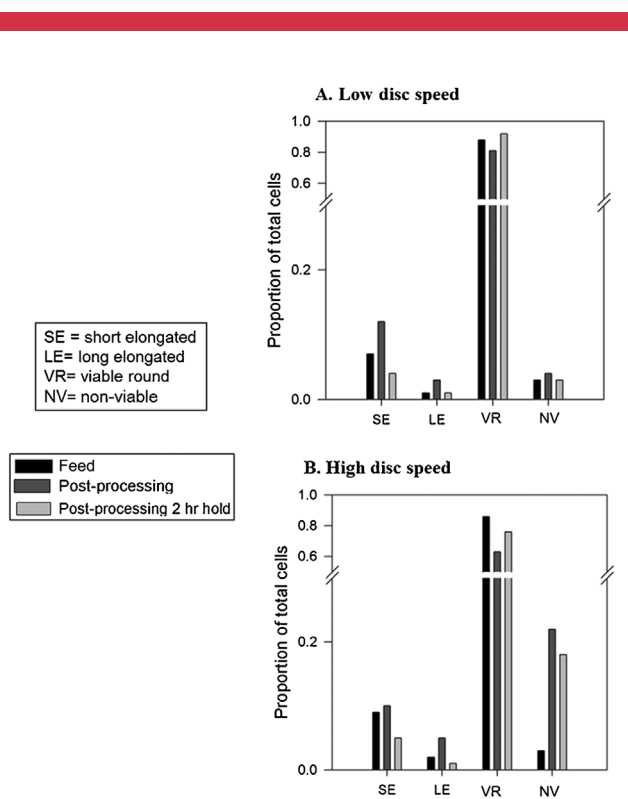 A. Low disc speed
1.0
0.8
0.6
0.2
0.0
Proportion of total cells
SE
LE
VR
NV
SE = short elongated
LE= long elongated
VR= viable round
NV= non-viable
Feed
Post-processing
Post-processing 2 hr hold
B. High disc speed
1.0
0.8
0.6
0.2
0.0
Proportion of total cells
SE
LE
VR
NV